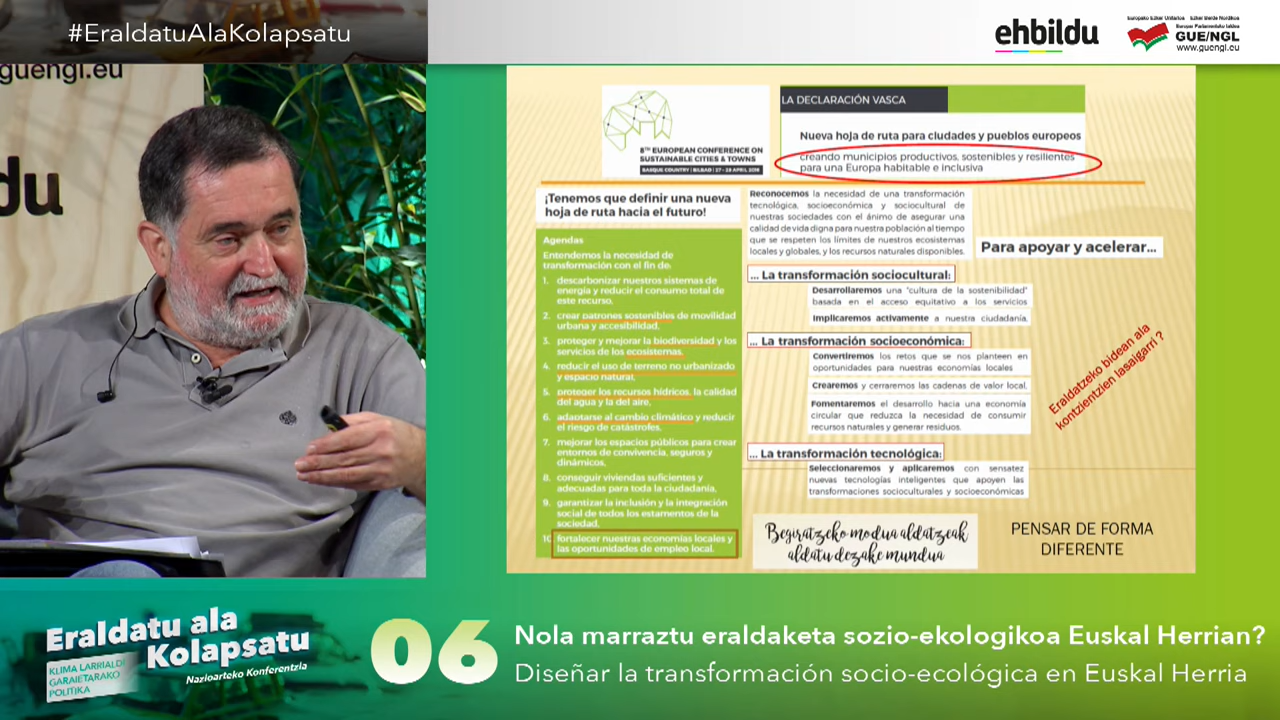 #EraldatuAlaKolapsatu
ehbildu
Europako Ezker Unitarioa Ezker Berde Nordikoa
Europar Parlamentuko taldea
GUE/NGL
www.guengl.eu
guengl.eu
du
8TH EUROPEAN CONFERENCE ON
SUSTAINABLE CITIES & TOWNS
BASQUE COUNTRY | BILBAO | 27 - 29 APRIL 2016
LA DECLARACIÓN VASCA
Nueva hoja de ruta para ciudades y pueblos europeos
creando municipios productivos, sostenibles y resilientes
para una Europa habitable e inclusiva
¡Tenemos que definir una nueva
hoja de ruta hacia el futuro!
Agendas
Entendemos la necesidad de
transformación con el fin de:
1. descarbonizar nuestros sistemas de
energía y reducir el consumo total de
este recurso.
2. crear patrones sostenibles de movilidad
urbana y accesibilidad.
3. proteger y mejorar la biodiversidad y los
servicios de los ecosistemas.
4. reducir el uso de terreno no urbanizado
y espacio natural.
5. proteger los recursos hídricos, la calidad
del agua y la del aire.
6. adaptarse al cambio climático y reducir
el riesgo de catástrofes.
7. mejorar los espacios públicos para crear
entornos de convivencia, seguros y
dinámicos.
8. conseguir viviendas suficientes y
adecuadas para toda la ciudadanía.
9. garantizar la inclusión y la integración
social de todos los estamentos de la
sociedad.
10. fortalecer nuestras economías locales y
las oportunidades de empleo local.
Reconocemos la necesidad de una transformación
tecnológica, socioeconómica y sociocultural de
nuestras sociedades con el ánimo de asegurar una
calidad de vida digna para nuestra población al tiempo
que se respeten los límites de nuestros ecosistemas
locales y globales, y los recursos naturales disponibles.
Para apoyar y acelerar...
... La transformación sociocultural:
Desarrollaremos una "cultura de la sostenibilidad"
basada en el acceso equitativo a los servicios
Implicaremos activamente a nuestra ciudadanía.
... La transformación socioeconómica:
Convertiremos los retos que se nos planteen en
oportunidades para nuestras economías locales
Crearemos y cerraremos las cadenas de valor local.
Fomentaremos el desarrollo hacia una economía
circular que reduzca la necesidad de consumir
recursos naturales y generar residuos.
... La transformación tecnológica:
Seleccionaremos y aplicaremos con sensatez
nuevas tecnologías inteligentes que apoyen las
transformaciones socioculturales y socioeconómicas
Eraldatzeko bidean ala
kontzientzien lasaigarri ?
Begiratzeko modua aldatzeak
aldatu dezake mundua
PENSAR DE FORMA
DIFERENTE
Eraldatu ala
Kolapsatu
KLIMA LARRIALDI
GARAIETARAKO
POLITIKA
Nazioarteko Konferentzia
06
Nola marraztu eraldaketa sozio-ekologikoa Euskal Herrian?
Diseñar la transformación socio-ecológica en Euskal Herria